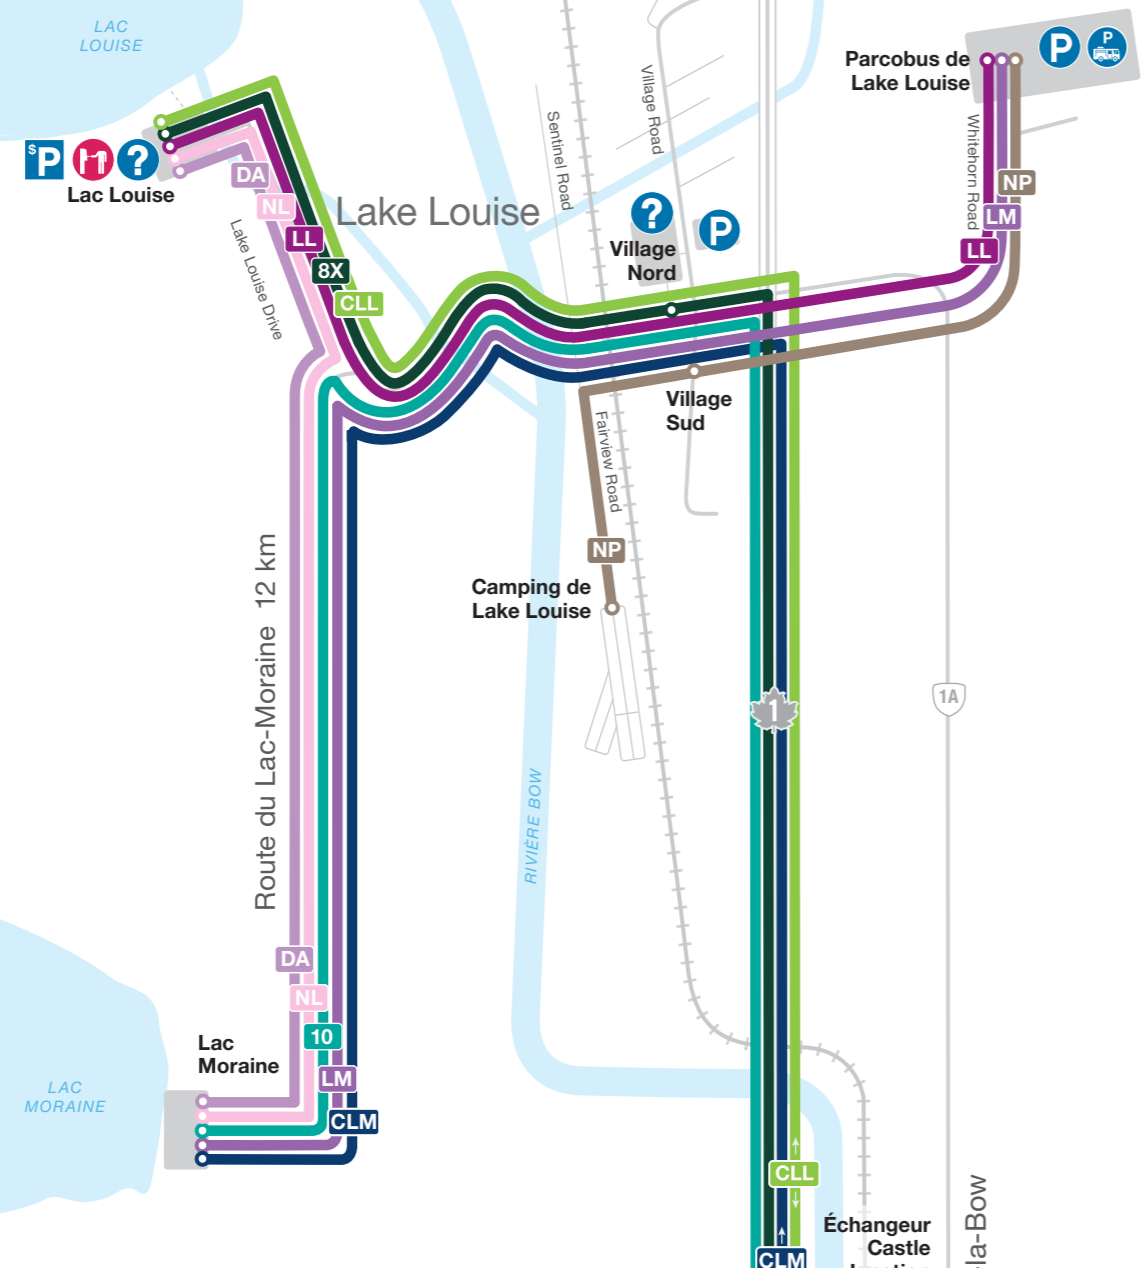 LAC
LOUISE
$
P
?
Lac Louise
DA
NL
LL
8X
CLL
Lake Louise Drive
Lake Louise
Sentinel Road
Village Road
?
P
Village
Nord
Parcobus de
Lake Louise
P
P
Whitehorn Road
NP
LM
LL
Village
Sud
Fairview Road
NP
Camping de
Lake Louise
Route du Lac-Moraine 12 km
RIVIÈRE BOW
1
1A
DA
NL
10
LM
CLM
Lac
Moraine
LAC
MORAINE
CLL
CLM
Échangeur
Castle
la-Bow